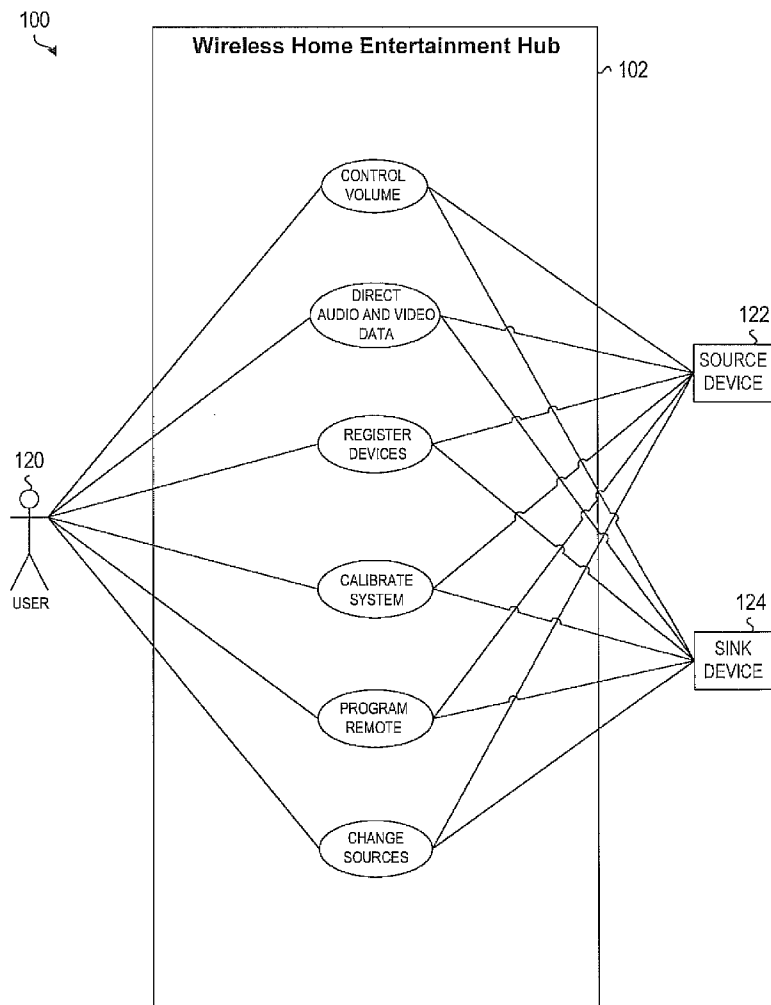 100
Wireless Home Entertainment Hub
102
CONTROL
VOLUME
DIRECT
AUDIO AND VIDEO
DATA
122
SOURCE
DEVICE
REGISTER
DEVICES
120
USER
CALIBRATE
SYSTEM
124
SINK
DEVICE
PROGRAM
REMOTE
CHANGE
SOURCES